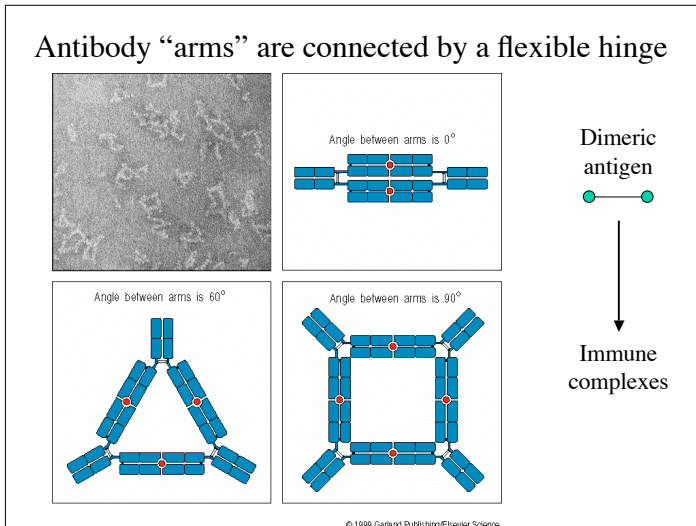 Antibody “arms” are connected by a flexible hinge
Angle between arms is 0°
Dimeric
antigen
Angle between arms is 60°
Angle between arms is 90°
Immune
complexes
© 1999 Garland Publishing/Elsevier Science